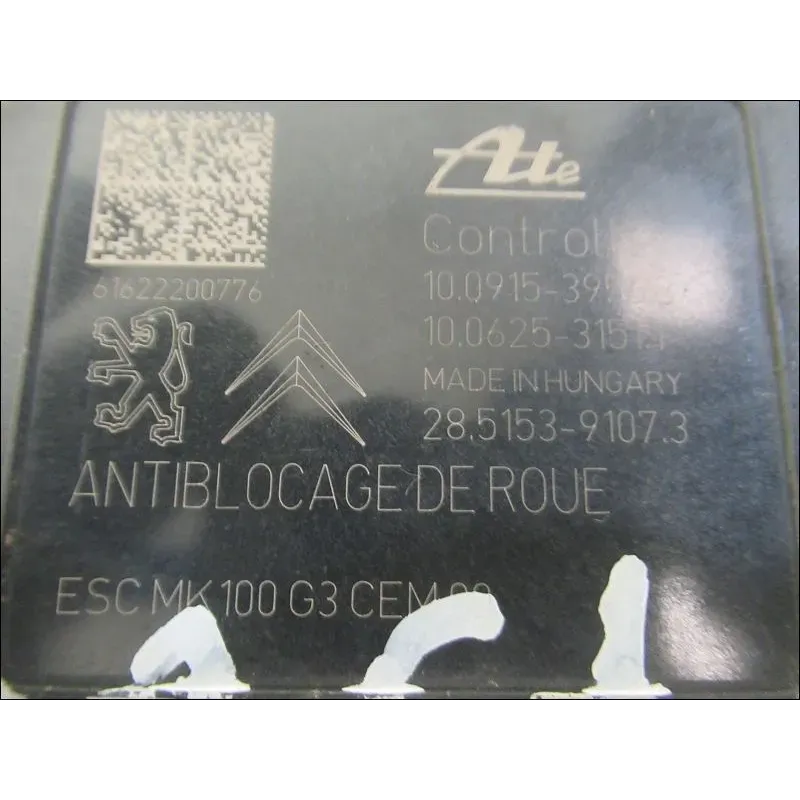 Ate
61622200776
10.0915-39
10.0625-315
MADE IN HUNGARY
28.5153-9107.3
ANTIBLOCAGE DE ROUE
ESC MK 100 G3 CEM